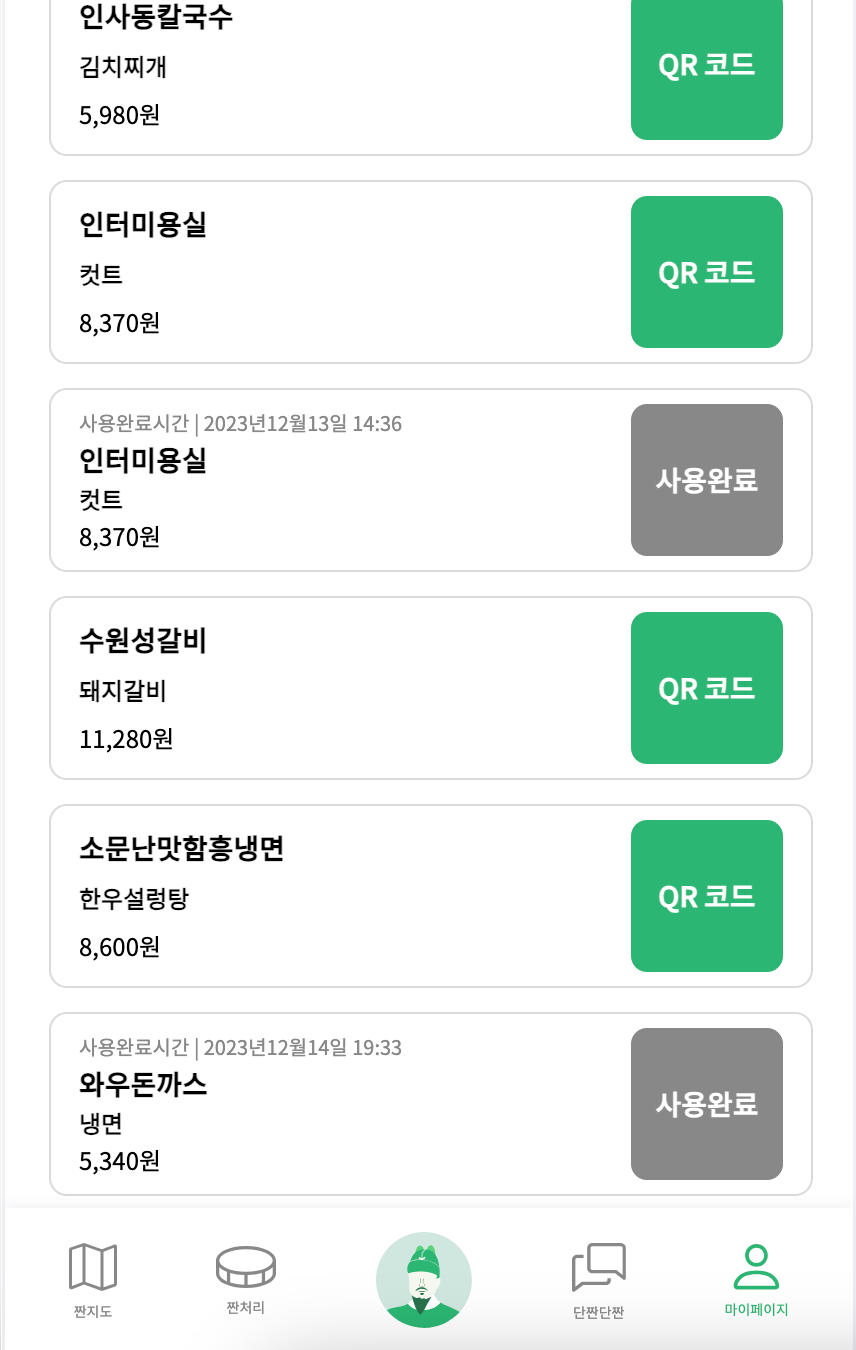 인사동칼국수
김치찌개
5,980원
QR 코드
인터미용실
컷트
8,370원
QR 코드
사용완료시간 | 2023년12월13일 14:36
인터미용실
컷트
8,370원
사용완료
수원성갈비
돼지갈비
11,280원
QR 코드
소문난맛함흥냉면
한우설렁탕
8,600원
QR 코드
사용완료시간 | 2023년12월14일 19:33
와우돈까스
냉면
5,340원
사용완료
짠지도
짠처리
단짠단짠
마이페이지